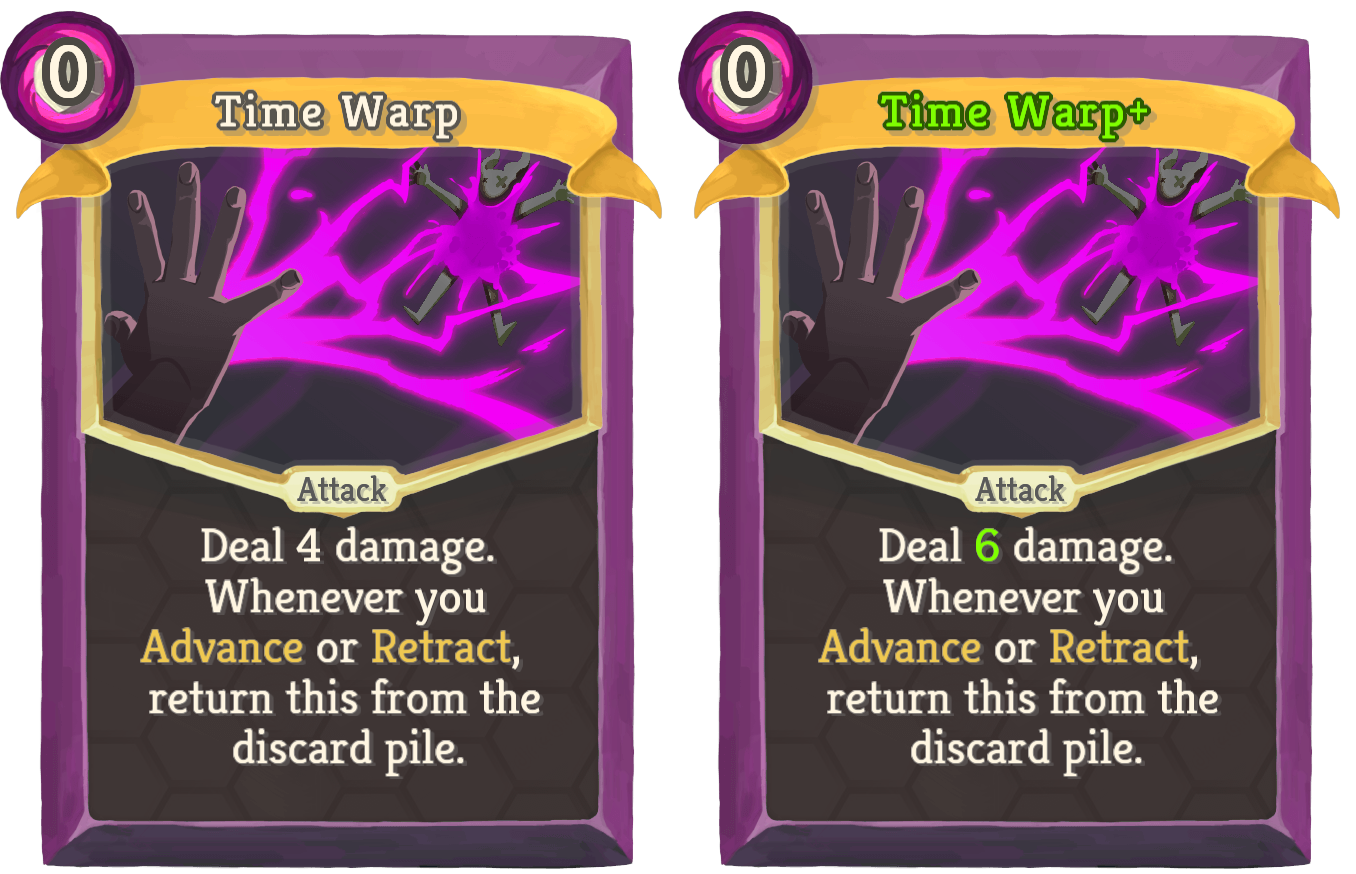 0
Time Warp
Attack
Deal 4 damage.
Whenever you
Advance or Retract,
return this from the
discard pile.
0
Time Warp+
Attack
Deal 6 damage.
Whenever you
Advance or Retract,
return this from the
discard pile.